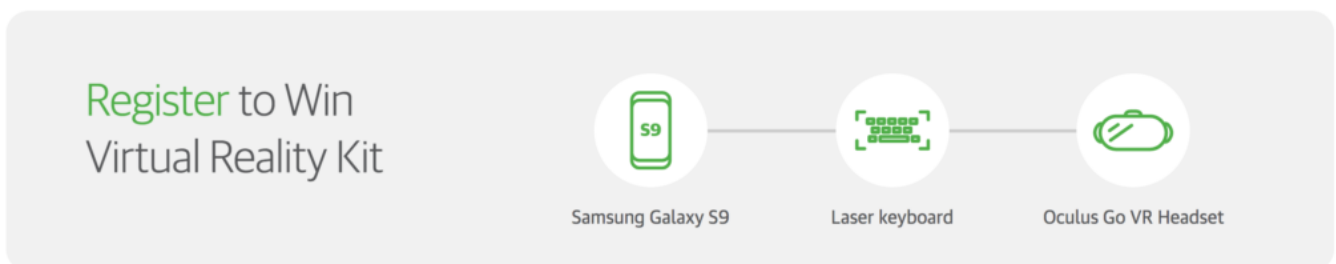 Register to Win
Virtual Reality Kit
S9
Samsung Galaxy S9
Laser keyboard
Oculus Go VR Headset